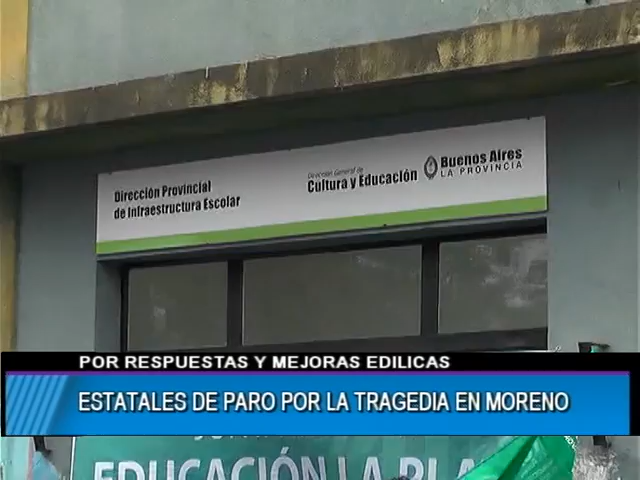 Dirección Provincial
de Infraestructura Escolar
Dirección General de
Cultura y Educación
Buenos Aires
LA PROVINCIA
POR RESPUESTAS Y MEJORAS EDILICAS
ESTATALES DE PARO POR LA TRAGEDIA EN MORENO
EDUCACIÓN LA PLA